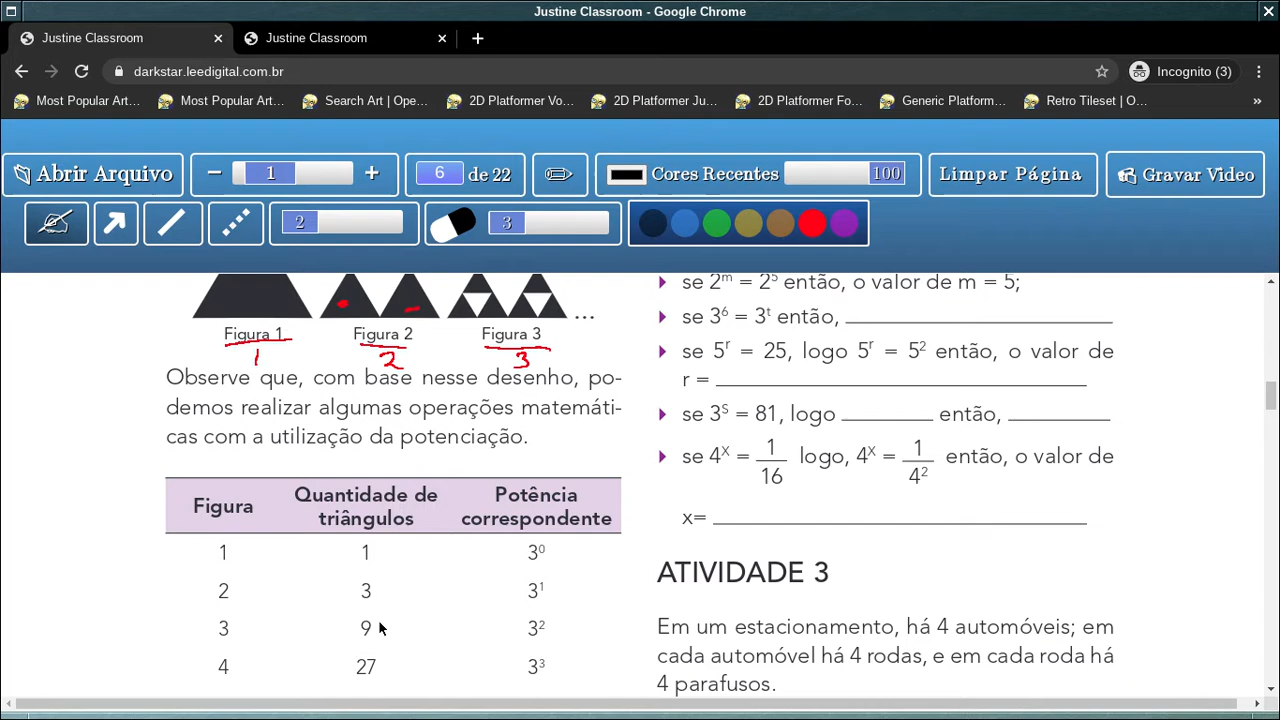 Justine Classroom - Google Chrome
Justine Classroom
Justine Classroom
darkstar.leedigital.com.br
Incognito (3)
Most Popular Art...
Most Popular Art...
Search Art | Ope...
2D Platformer Vo...
2D Platformer Ju...
2D Platformer Fo...
Generic Platform...
Retro Tileset | O...
Abrir Arquivo
1
6 de 22
Cores Recentes
100
Limpar Página
Gravar Video
2
3
Figura 1
Figura 2
Figura 3
...
1
2
3
Observe que, com base nesse desenho, po-
demos realizar algumas operações matemáti-
cas com a utilização da potenciação.
Figura Quantidade de triângulos Potência correspondente
1 1 3⁰
2 3 3¹
3 9 3²
4 27 3³
se 2ᵐ = 2⁵ então, o valor de m = 5;
se 3⁶ = 3ᵗ então, ____
se 5ʳ = 25, logo 5ʳ = 5² então, o valor de
r = ____
se 3ˢ = 81, logo ____ então, ____
se 4ˣ = 1/16 logo, 4ˣ = 1/4² então, o valor de
x= ____
ATIVIDADE 3
Em um estacionamento, há 4 automóveis; em
cada automóvel há 4 rodas, e em cada roda há
4 parafusos.